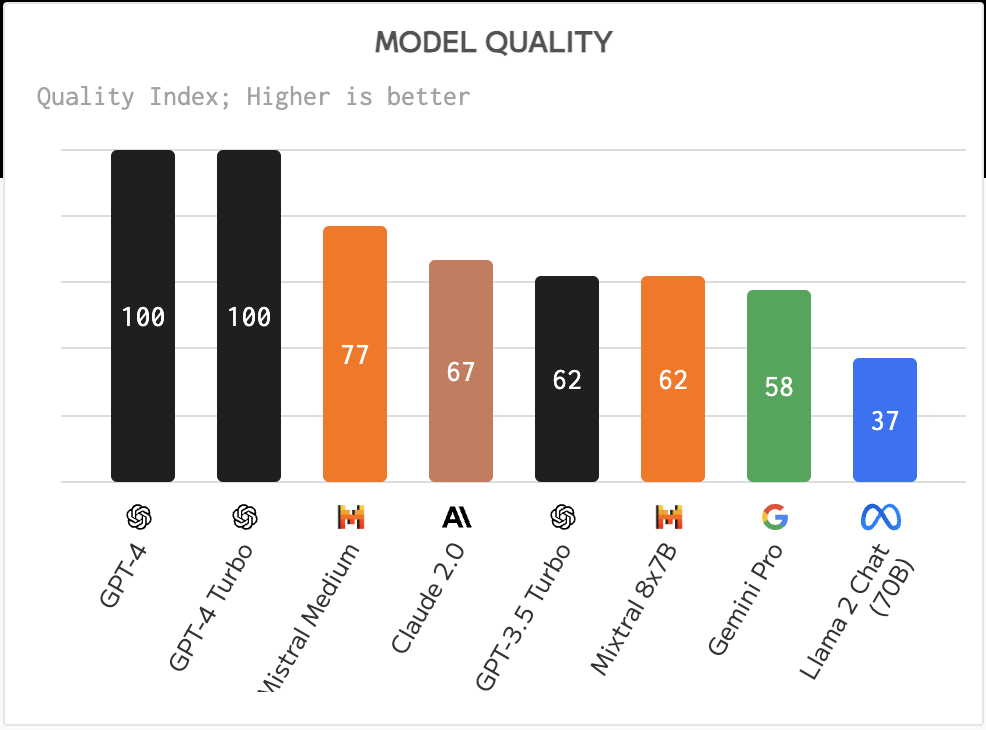 MODEL QUALITY
Quality Index; Higher is better
100
100
77
67
62
62
58
37
GPT-4
GPT-4 Turbo
Mistral Medium
Claude 2.0
GPT-3.5 Turbo
Mixtral 8x7B
Gemini Pro
Llama 2 Chat
(70B)